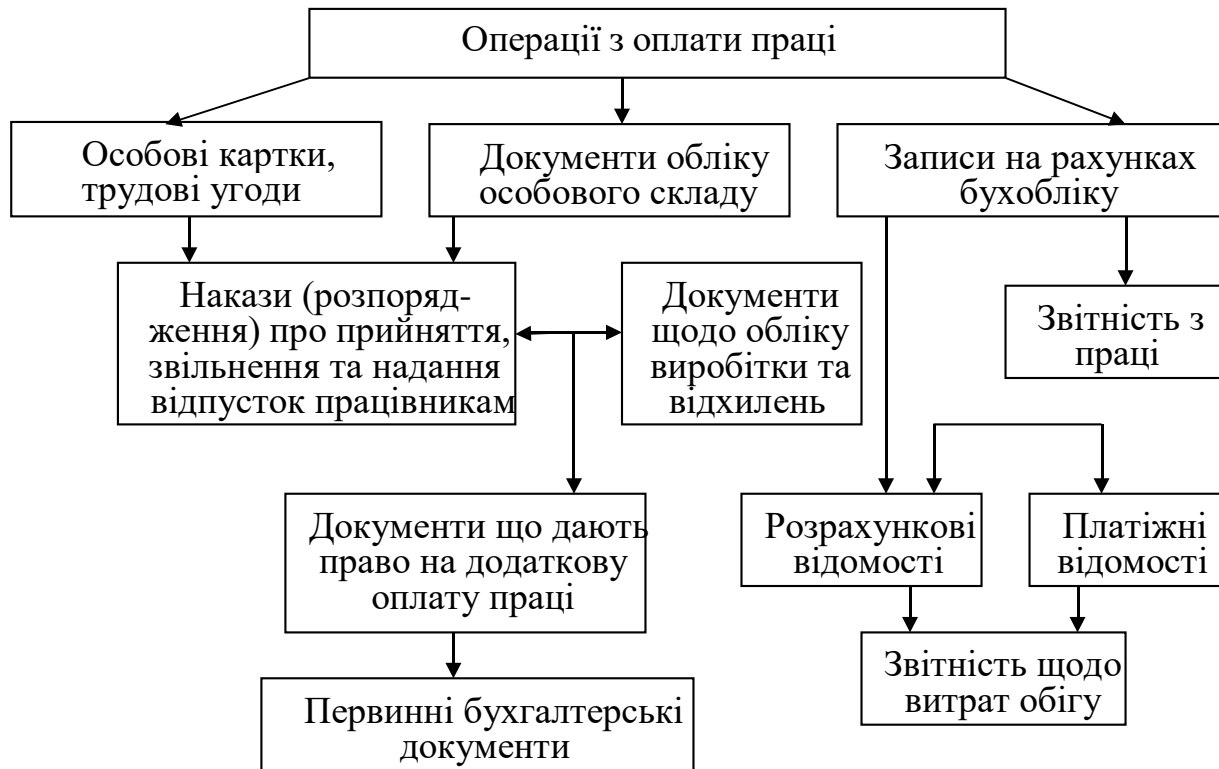 Операції з оплати праці
Особові картки,
трудові угоди
Документи обліку
особового складу
Записи на рахунках
бухобліку
Накази (розпоряд-
ження) про прийняття,
звільнення та надання
відпусток працівникам
Документи
щодо обліку
виробітки та
відхилень
Звітність з
праці
Документи що дають
право на додаткову
оплату праці
Розрахункові
відомості
Платіжні
відомості
Звітність щодо
витрат обігу
Первинні бухгалтерські
документи